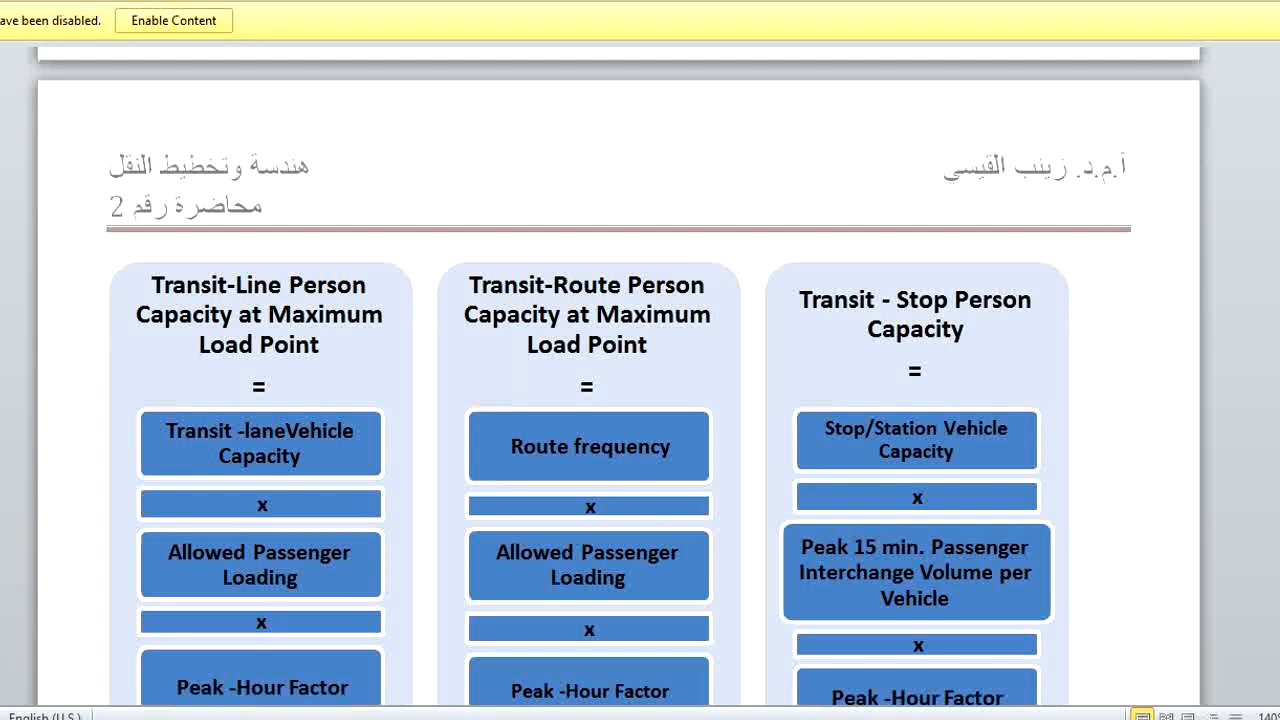 ave been disabled. Enable Content
أ.م.د. زينب القيسي هندسة وتخطيط النقل
محاضرة رقم 2
Transit-Line Person
Capacity at Maximum
Load Point
=
Transit -laneVehicle
Capacity
x
Allowed Passenger
Loading
x
Peak -Hour Factor
Transit-Route Person
Capacity at Maximum
Load Point
=
Route frequency
x
Allowed Passenger
Loading
x
Peak -Hour Factor
Transit - Stop Person
Capacity
=
Stop/Station Vehicle
Capacity
x
Peak 15 min. Passenger
Interchange Volume per
Vehicle
x
Peak -Hour Factor
English (U.S.)